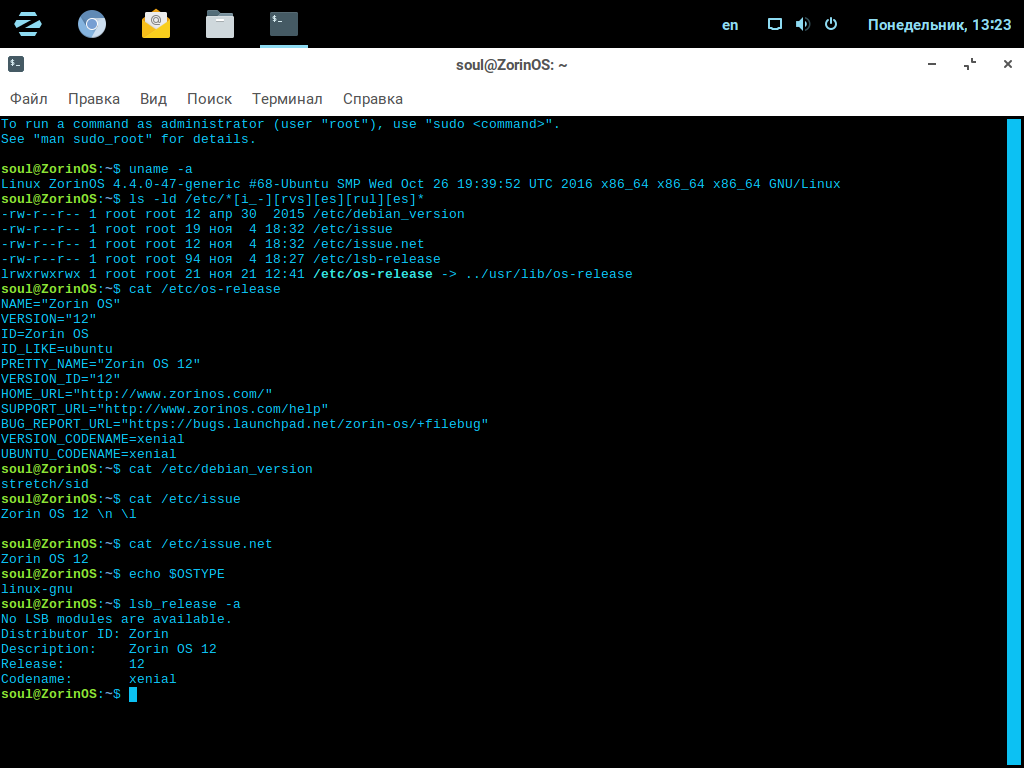 en
Понедельник, 13:23
soul@ZorinOS: ~
Файл Правка Вид Поиск Терминал Справка
To run a command as administrator (user "root"), use "sudo <command>".
See "man sudo_root" for details.
soul@ZorinOS:~$ uname -a
Linux ZorinOS 4.4.0-47-generic #68-Ubuntu SMP Wed Oct 26 19:39:52 UTC 2016 x86_64 x86_64 x86_64 GNU/Linux
soul@ZorinOS:~$ ls -ld /etc/*[i_-][rvs][es][rul][es]*
-rw-r--r-- 1 root root 12 апр 30  2015 /etc/debian_version
-rw-r--r-- 1 root root 19 ноя  4 18:32 /etc/issue
-rw-r--r-- 1 root root 12 ноя  4 18:32 /etc/issue.net
-rw-r--r-- 1 root root 94 ноя  4 18:27 /etc/lsb-release
lrwxrwxrwx 1 root root 21 ноя 21 12:41 /etc/os-release -> ../usr/lib/os-release
soul@ZorinOS:~$ cat /etc/os-release
NAME="Zorin OS"
VERSION="12"
ID=Zorin OS
ID_LIKE=ubuntu
PRETTY_NAME="Zorin OS 12"
VERSION_ID="12"
HOME_URL="http://www.zorinos.com/"
SUPPORT_URL="http://www.zorinos.com/help"
BUG_REPORT_URL="https://bugs.launchpad.net/zorin-os/+filebug"
VERSION_CODENAME=xenial
UBUNTU_CODENAME=xenial
soul@ZorinOS:~$ cat /etc/debian_version
stretch/sid
soul@ZorinOS:~$ cat /etc/issue
Zorin OS 12 \n \l
soul@ZorinOS:~$ cat /etc/issue.net
Zorin OS 12
soul@ZorinOS:~$ echo $OSTYPE
linux-gnu
soul@ZorinOS:~$ lsb_release -a
No LSB modules are available.
Distributor ID: Zorin
Description:    Zorin OS 12
Release:        12
Codename:       xenial
soul@ZorinOS:~$